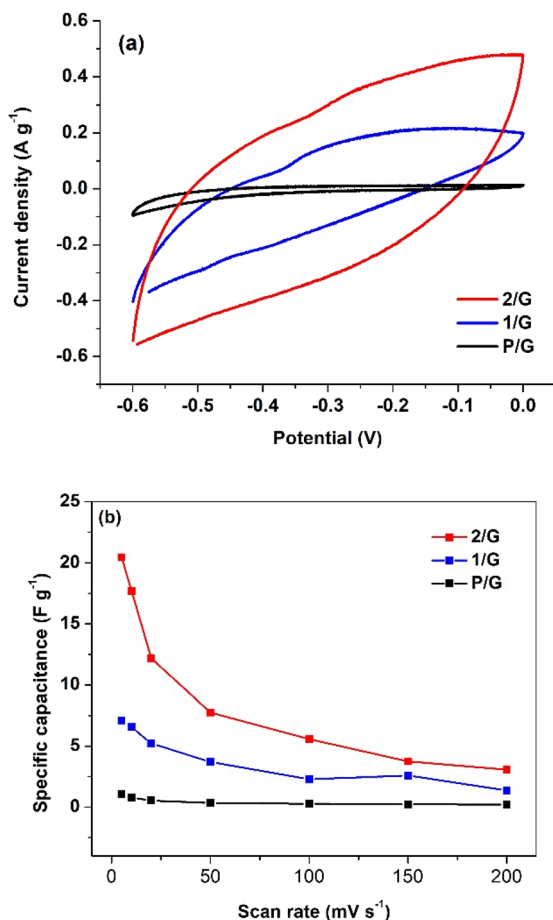 (a)
Current density (A g⁻¹)
0.6
0.4
0.2
0.0
-0.2
-0.4
-0.6
2/G
1/G
P/G
-0.6 -0.5 -0.4 -0.3 -0.2 -0.1 0.0
Potential (V)
(b)
Specific capacitance (F g⁻¹)
25
20
15
10
5
0
2/G
1/G
P/G
0 50 100 150 200
Scan rate (mV s⁻¹)